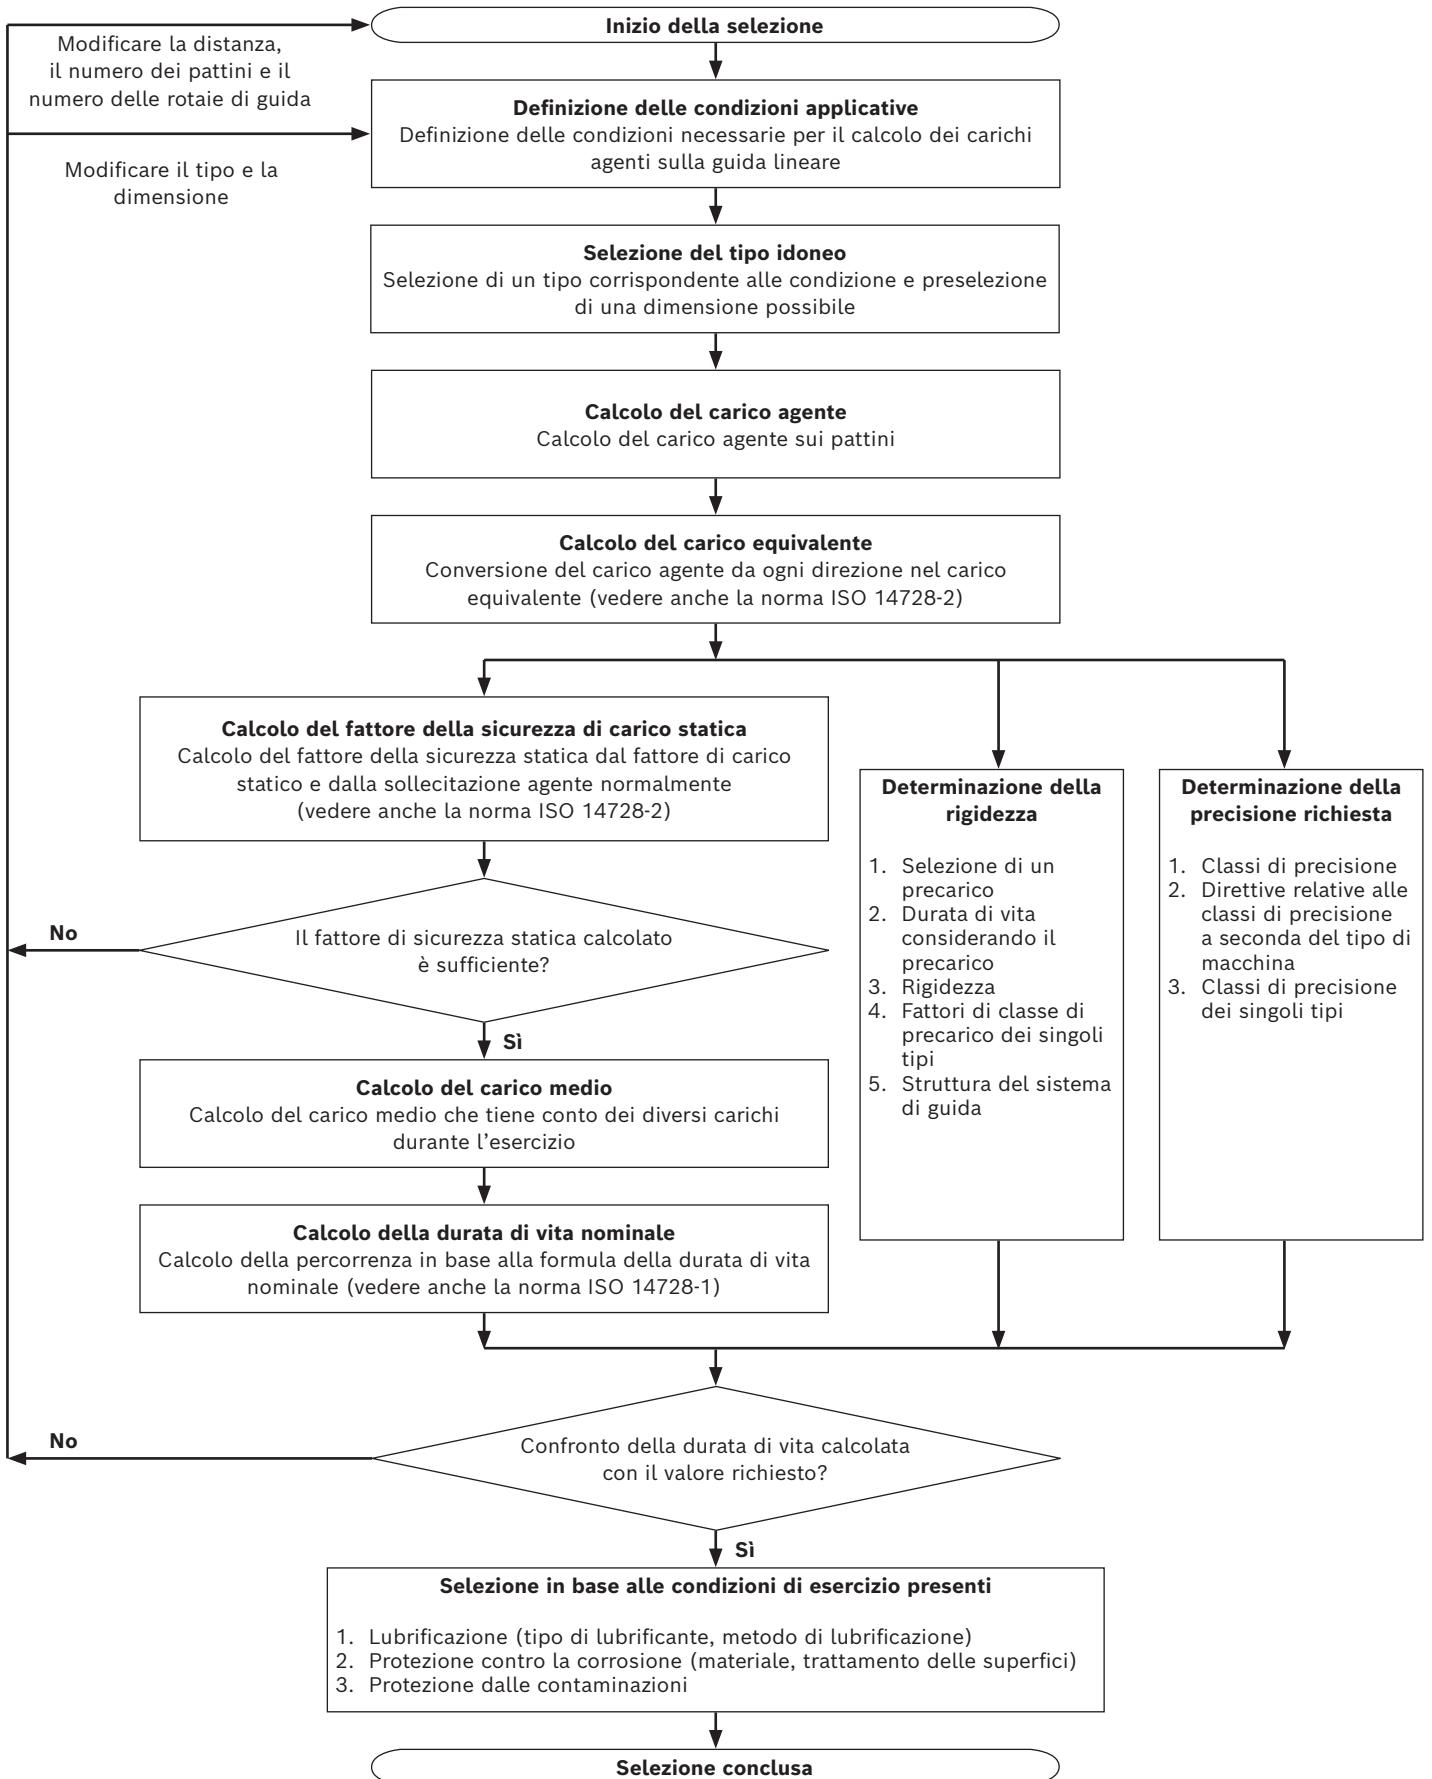 Inizio della selezione
Modificare la distanza,
il numero dei pattini e il
numero delle rotaie di guida
Definizione delle condizioni applicative
Definizione delle condizioni necessarie per il calcolo dei carichi
agenti sulla guida lineare
Modificare il tipo e la
dimensione
Selezione del tipo idoneo
Selezione di un tipo corrispondente alle condizione e preselezione
di una dimensione possibile
Calcolo del carico agente
Calcolo del carico agente sui pattini
Calcolo del carico equivalente
Conversione del carico agente da ogni direzione nel carico
equivalente (vedere anche la norma ISO 14728-2)
Calcolo del fattore della sicurezza di carico statica
Calcolo del fattore della sicurezza statica dal fattore di carico
statico e dalla sollecitazione agente normalmente
(vedere anche la norma ISO 14728-2)
Determinazione della
rigidezza
1. Selezione di un
precarico
2. Durata di vita
considerando il
precarico
3. Rigidezza
4. Fattori di classe di
precarico dei singoli
tipi
5. Struttura del sistema
di guida
Determinazione della
precisione richiesta
1. Classi di precisione
2. Direttive relative alle
classi di precisione
a seconda del tipo di
macchina
3. Classi di precisione
dei singoli tipi
No
Il fattore di sicurezza statica calcolato
è sufficiente?
Sì
Calcolo del carico medio
Calcolo del carico medio che tiene conto dei diversi carichi
durante l'esercizio
Calcolo della durata di vita nominale
Calcolo della percorrenza in base alla formula della durata di vita
nominale (vedere anche la norma ISO 14728-1)
No
Confronto della durata di vita calcolata
con il valore richiesto?
Sì
Selezione in base alle condizioni di esercizio presenti
1. Lubrificazione (tipo di lubrificante, metodo di lubrificazione)
2. Protezione contro la corrosione (materiale, trattamento delle superfici)
3. Protezione dalle contaminazioni
Selezione conclusa